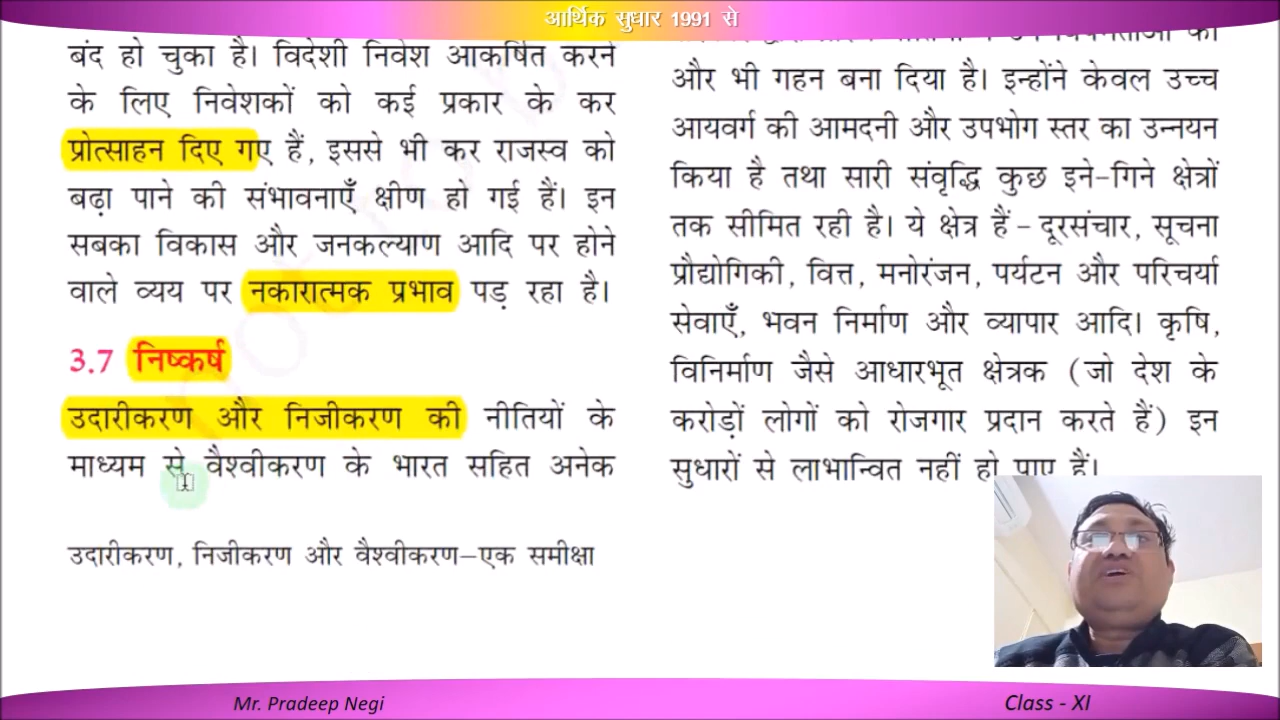 आर्थिक सुधार 1991 से
बंद हो चुका है। विदेशी निवेश आकर्षित करने
के लिए निवेशकों को कई प्रकार के कर
प्रोत्साहन दिए गए हैं, इससे भी कर राजस्व को
बढ़ा पाने की संभावनाएँ क्षीण हो गई हैं। इन
सबका विकास और जनकल्याण आदि पर होने
वाले व्यय पर नकारात्मक प्रभाव पड़ रहा है।
3.7 निष्कर्ष
उदारीकरण और निजीकरण की नीतियों के
माध्यम से वैश्वीकरण के भारत सहित अनेक
उदारीकरण, निजीकरण और वैश्वीकरण–एक समीक्षा
और भी गहन बना दिया है। इन्होंने केवल उच्च
आयवर्ग की आमदनी और उपभोग स्तर का उन्नयन
किया है तथा सारी संवृद्धि कुछ इने-गिने क्षेत्रों
तक सीमित रही है। ये क्षेत्र हैं - दूरसंचार, सूचना
प्रौद्योगिकी, वित्त, मनोरंजन, पर्यटन और परिचर्या
सेवाएँ, भवन निर्माण और व्यापार आदि। कृषि,
विनिर्माण जैसे आधारभूत क्षेत्रक (जो देश के
करोड़ों लोगों को रोजगार प्रदान करते हैं) इन
सुधारों से लाभान्वित नहीं हो पाए हैं।
Mr. Pradeep Negi
Class - XI